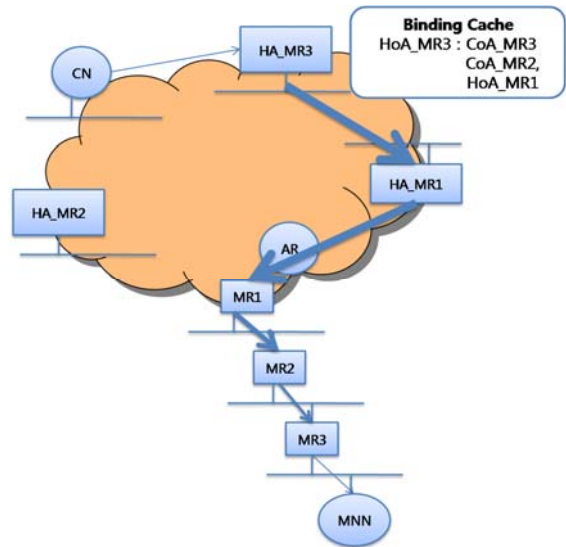 Binding Cache
HoA_MR3 : CoA_MR3
CoA_MR2,
HoA_MR1
HA_MR3
CN
HA_MR1
HA_MR2
AR
MR1
MR2
MR3
MNN